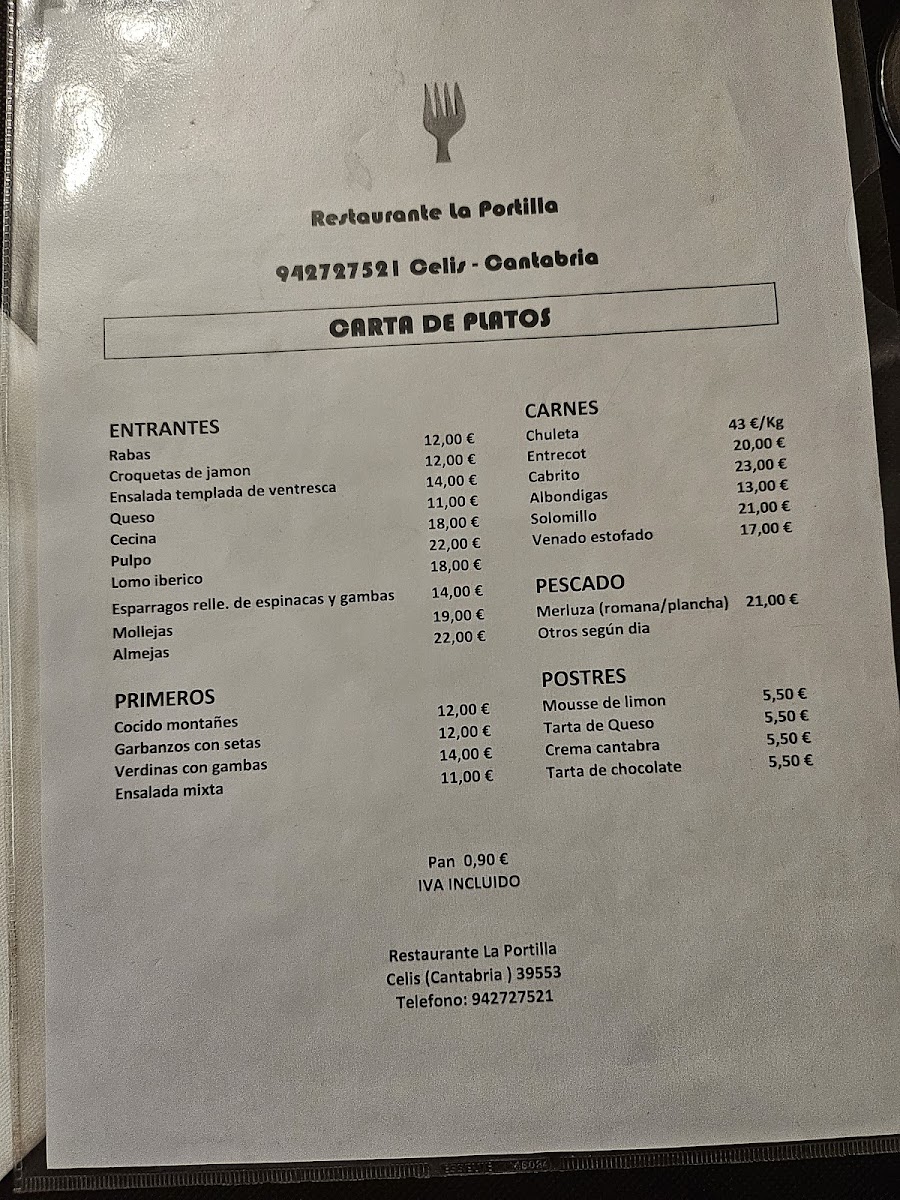 Restaurante La Portilla
942727521 Celis - Cantabria
CARTA DE PLATOS
ENTRANTES
Rabas 12,00 €
Croquetas de jamon 12,00 €
Ensalada templada de ventresca 14,00 €
Queso 11,00 €
Cecina 18,00 €
Pulpo 22,00 €
Lomo iberico 18,00 €
Esparragos relle. de espinacas y gambas 14,00 €
Mollejas 19,00 €
Almejas 22,00 €
PRIMEROS
Cocido montañes 12,00 €
Garbanzos con setas 12,00 €
Verdinas con gambas 14,00 €
Ensalada mixta 11,00 €
CARNES
Chuleta 43 €/Kg
Entrecot 20,00 €
Cabrito 23,00 €
Albondigas 13,00 €
Solomillo 21,00 €
Venado estofado 17,00 €
PESCADO
Merluza (romana/plancha) 21,00 €
Otros según dia
POSTRES
Mousse de limon 5,50 €
Tarta de Queso 5,50 €
Crema cantabra 5,50 €
Tarta de chocolate 5,50 €
Pan 0,90 €
IVA INCLUIDO
Restaurante La Portilla
Celis (Cantabria ) 39553
Telefono: 942727521